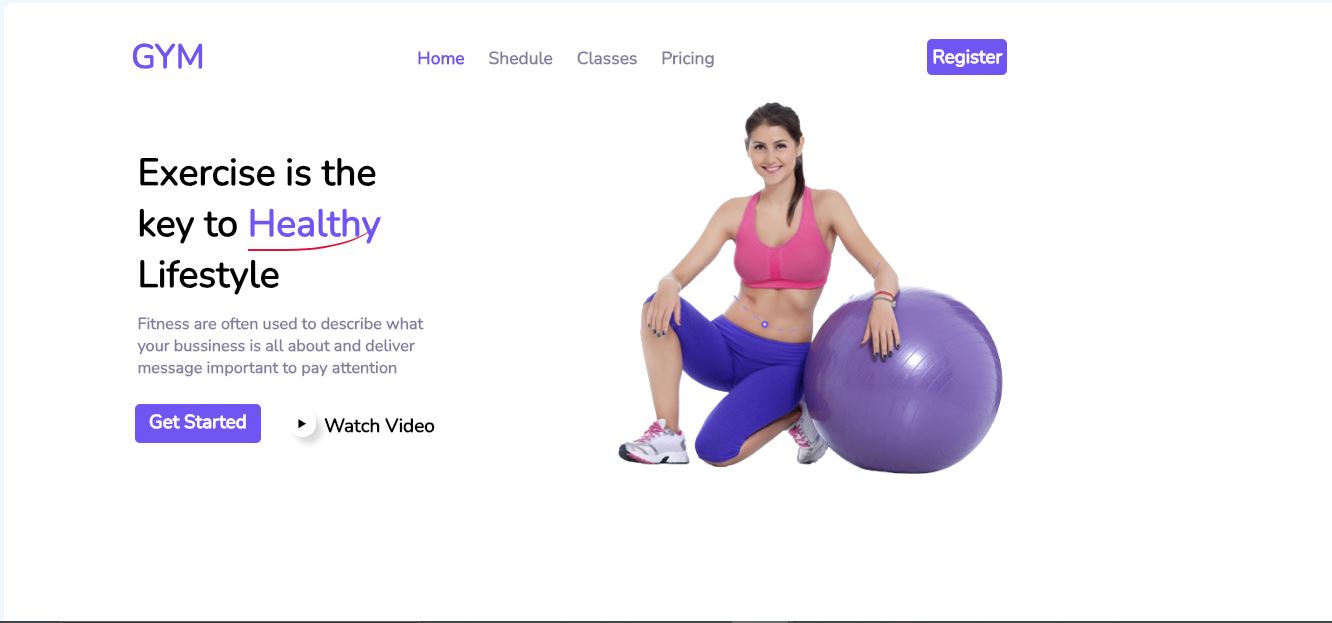 GYM
Home Shedule Classes Pricing
Register
Exercise is the
key to Healthy
Lifestyle
Fitness are often used to describe what
your bussiness is all about and deliver
message important to pay attention
Get Started
Watch Video